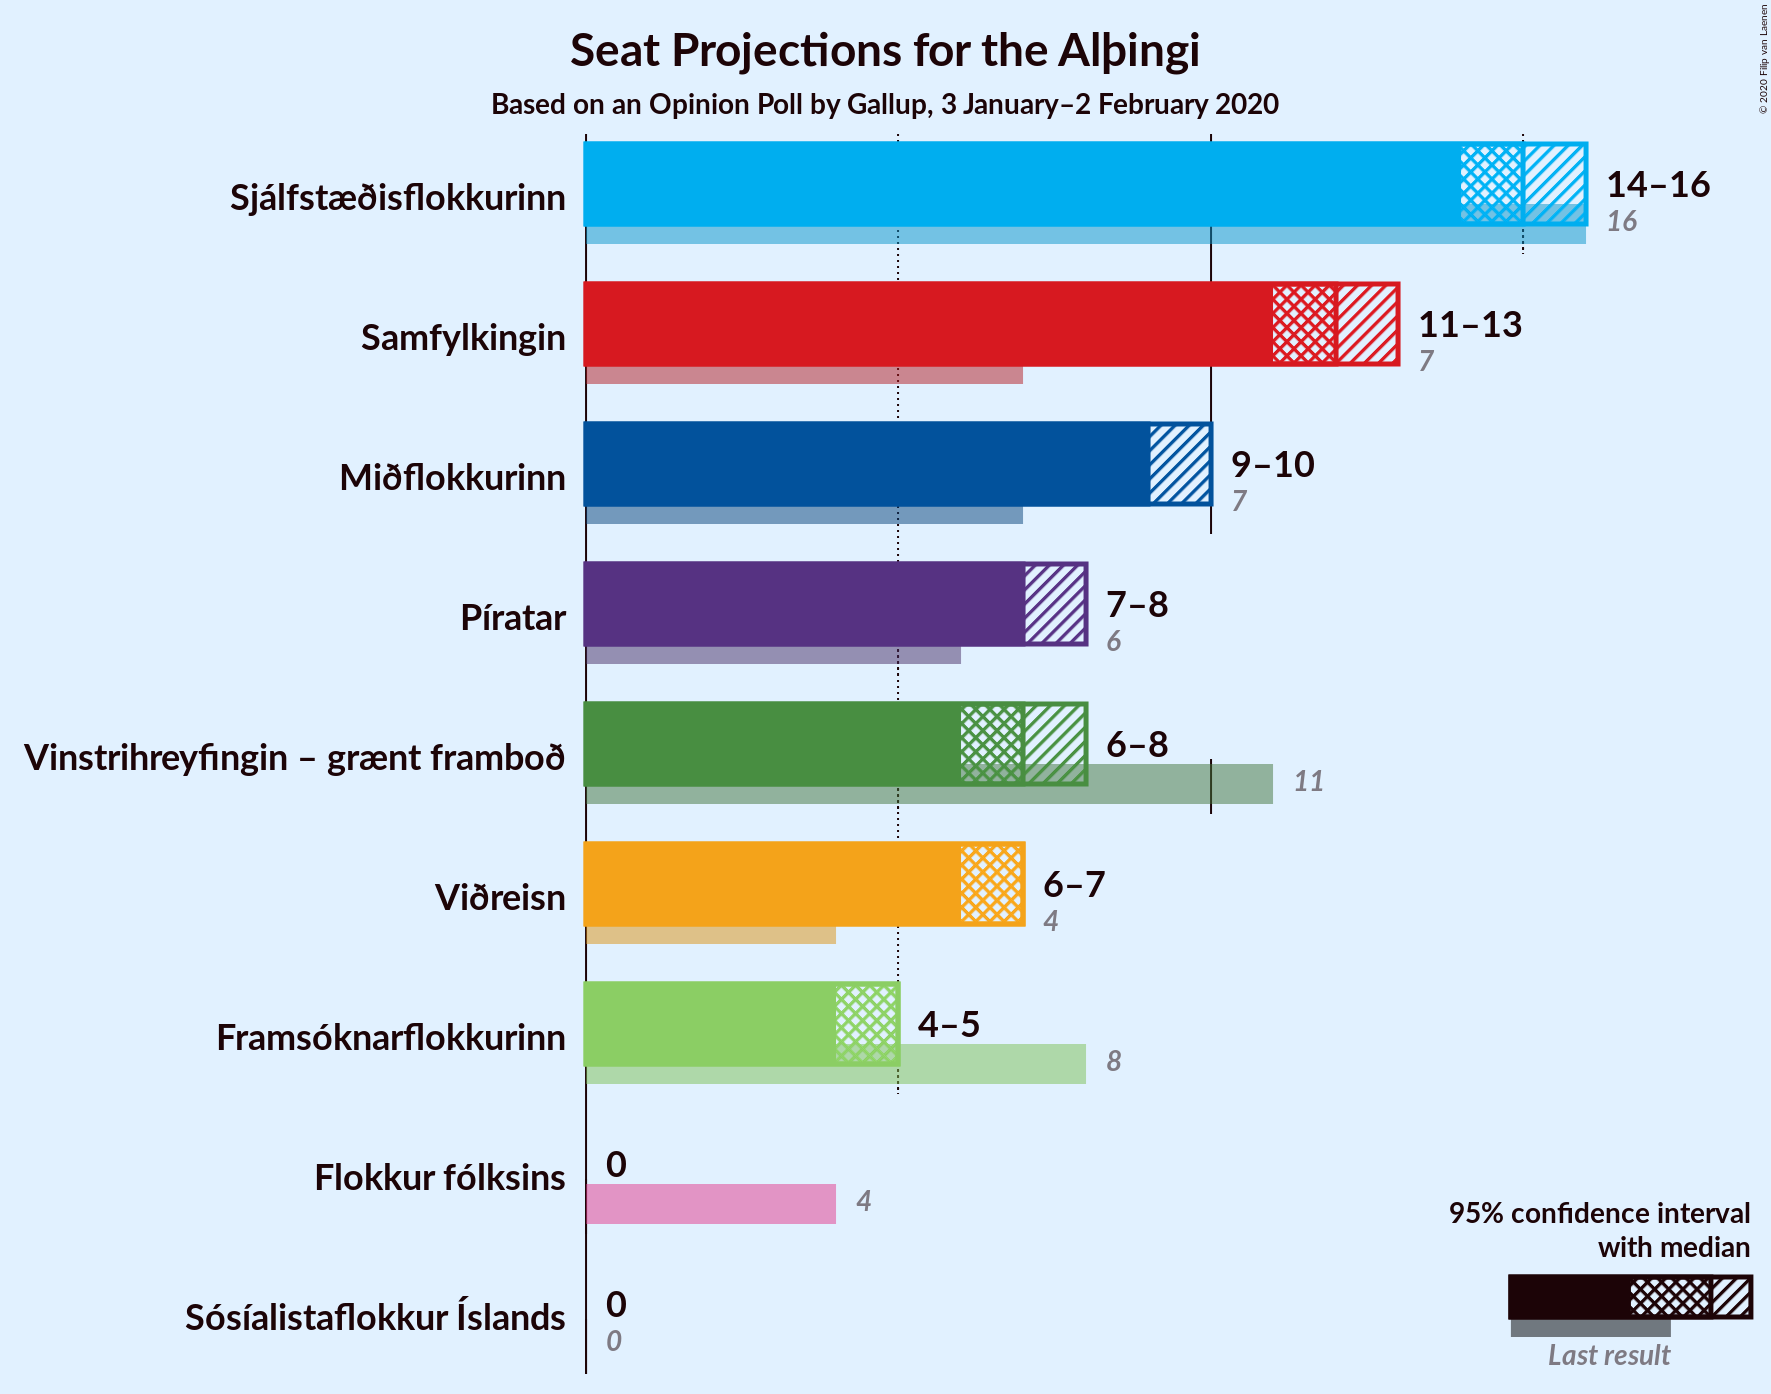 Seat Projections for the Alþingi
Based on an Opinion Poll by Gallup, 3 January–2 February 2020
© 2020 Filip van Laenen
Sjálfstæðisflokkurinn
14–16
16
Samfylkingin
11–13
7
Miðflokkurinn
9–10
7
Píratar
7–8
6
Vinstrihreyfingin – grænt framboð
6–8
11
Viðreisn
6–7
4
Framsóknarflokkurinn
4–5
8
Flokkur fólksins
0
4
Sósíalistaflokkur Íslands
0
0
95% confidence interval
with median
Last result